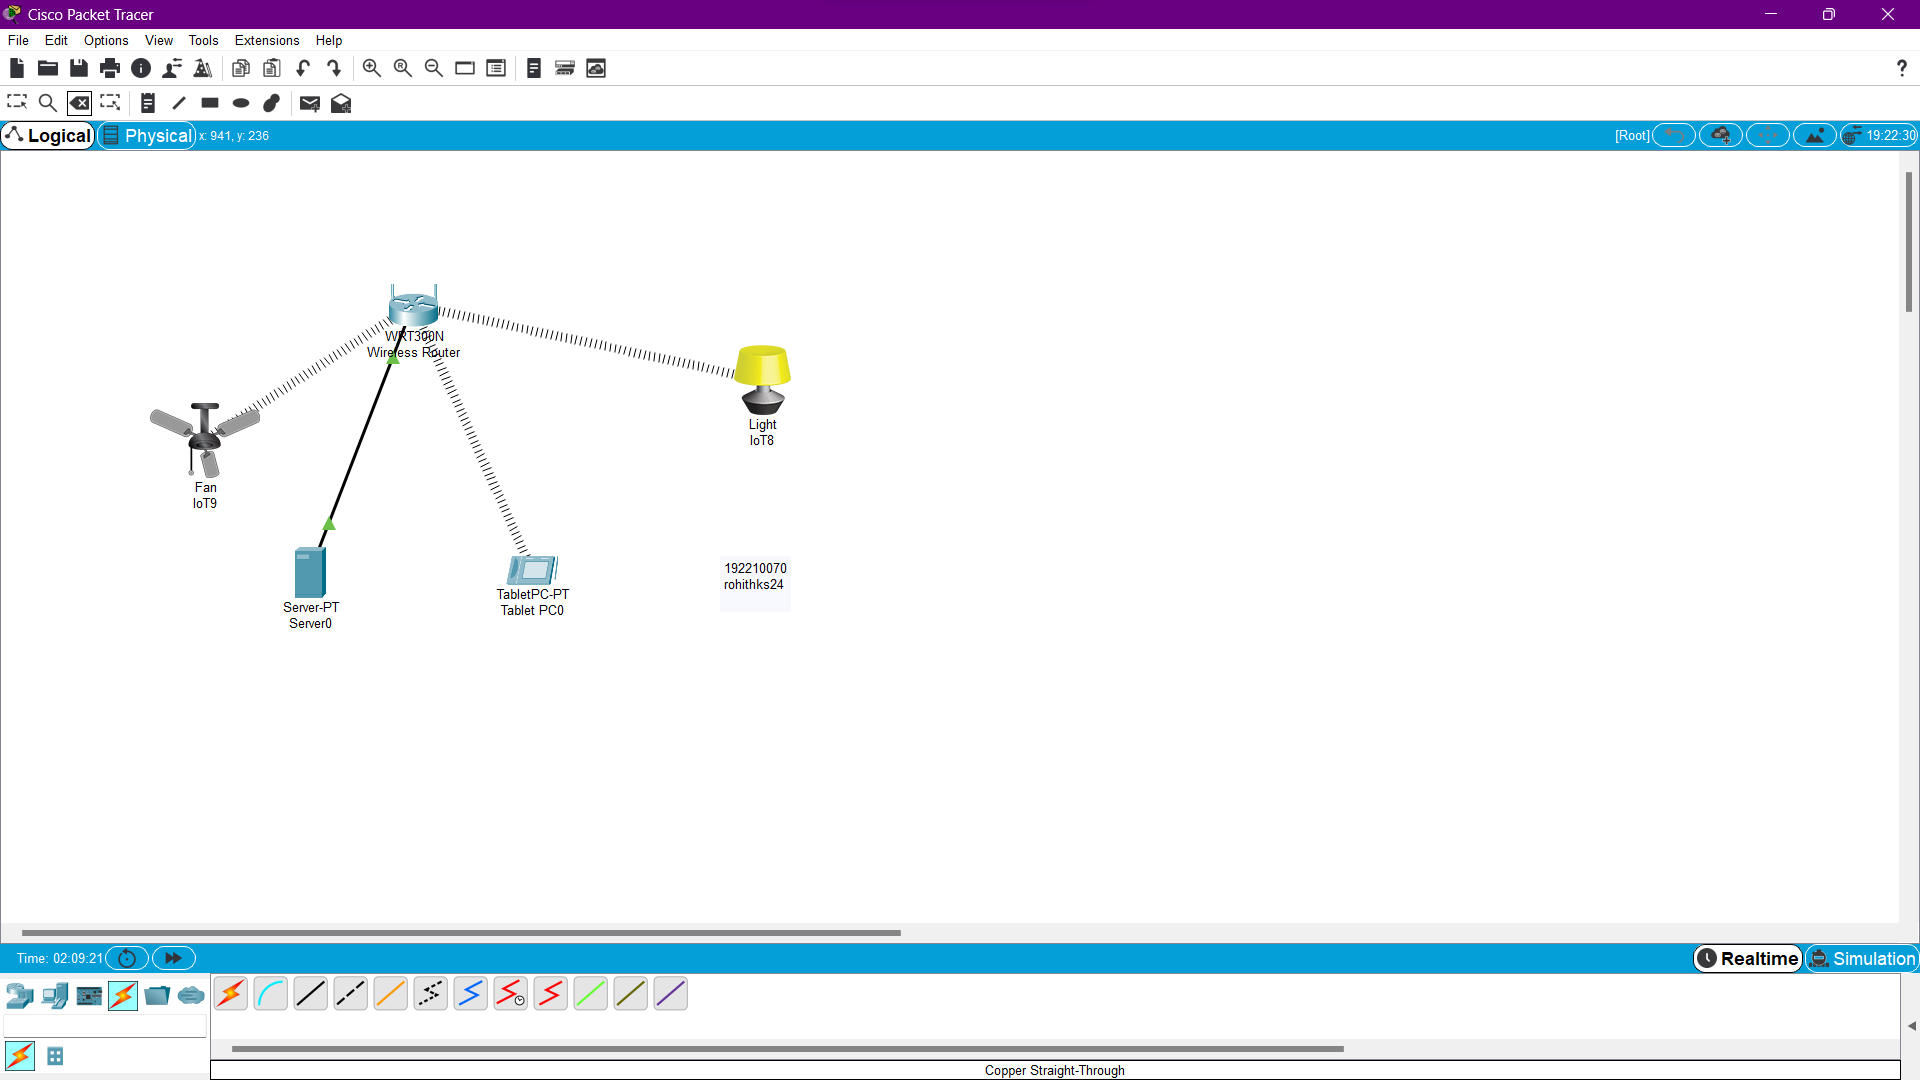 Cisco Packet Tracer
File Edit Options View Tools Extensions Help
?
Logical Physical x: 941, y: 236 [Root] 19:22:30
WRT300N
Wireless Router
Light
IoT8
Fan
IoT9
192210070
rohithks24
TabletPC-PT
Tablet PC0
Server-PT
Server0
Time: 02:09:21 Realtime Simulation
Copper Straight-Through